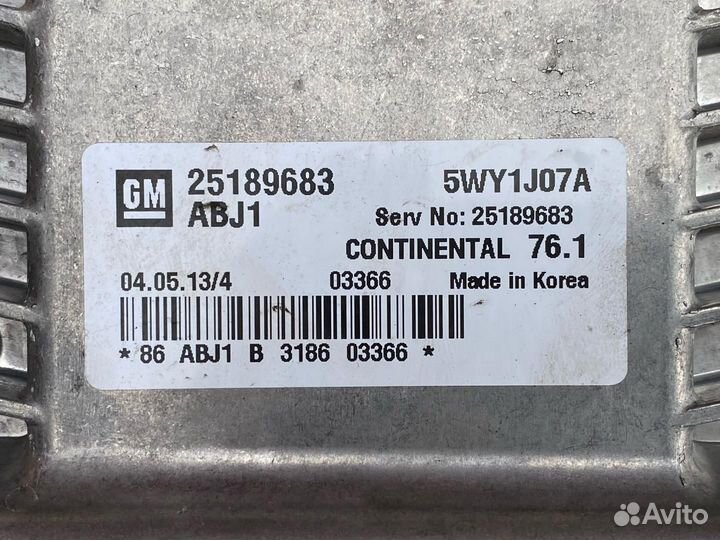 GM 25189683 5WY1J07A
ABJ1 Serv No: 25189683
CONTINENTAL 76.1
04.05.13/4 03366 Made in Korea
* 86 ABJ1 B 3186 03366 *
Avito